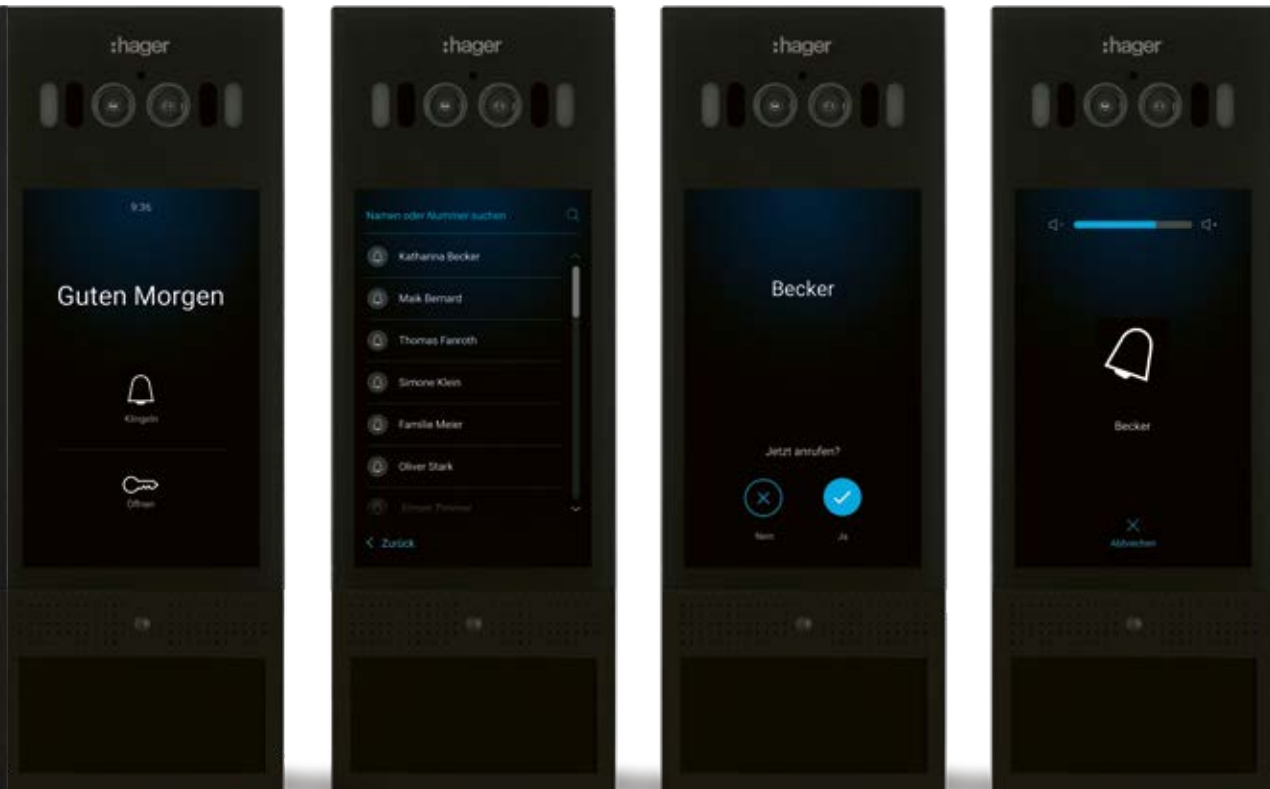 :hager
9:36
Guten Morgen
Klingeln
Öffnen
:hager
Namen oder Nummer suchen
Katharina Becker
Maik Bernard
Thomas Fanroth
Simone Klein
Familie Meier
Oliver Stark
Zurück
:hager
Becker
Jetzt anrufen?
Nein
Ja
:hager
Becker
Abbrechen